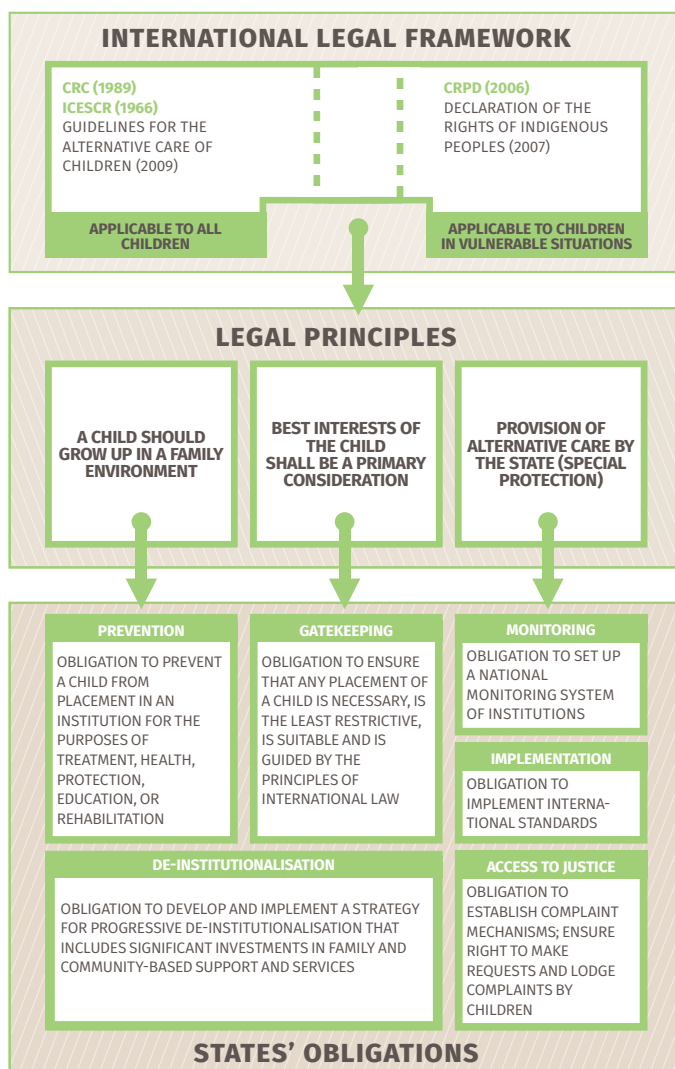 INTERNATIONAL LEGAL FRAMEWORK
CRC (1989)
ICESCR (1966)
GUIDELINES FOR THE
ALTERNATIVE CARE OF
CHILDREN (2009)
APPLICABLE TO ALL
CHILDREN
CRPD (2006)
DECLARATION OF THE
RIGHTS OF INDIGENOUS
PEOPLES (2007)
APPLICABLE TO CHILDREN
IN VULNERABLE SITUATIONS
LEGAL PRINCIPLES
A CHILD SHOULD
GROW UP IN A FAMILY
ENVIRONMENT
BEST INTERESTS OF
THE CHILD
SHALL BE A PRIMARY
CONSIDERATION
PROVISION OF
ALTERNATIVE CARE BY
THE STATE (SPECIAL
PROTECTION)
PREVENTION
OBLIGATION TO PREVENT
A CHILD FROM
PLACEMENT IN AN
INSTITUTION FOR THE
PURPOSES OF
TREATMENT, HEALTH,
PROTECTION,
EDUCATION, OR
REHABILITATION
GATEKEEPING
OBLIGATION TO ENSURE
THAT ANY PLACEMENT OF
A CHILD IS NECESSARY, IS
THE LEAST RESTRICTIVE,
IS SUITABLE AND IS
GUIDED BY THE
PRINCIPLES OF
INTERNATIONAL LAW
MONITORING
OBLIGATION TO SET UP
A NATIONAL
MONITORING SYSTEM
OF INSTITUTIONS
IMPLEMENTATION
OBLIGATION TO
IMPLEMENT INTERNA-
TIONAL STANDARDS
DE-INSTITUTIONALISATION
OBLIGATION TO DEVELOP AND IMPLEMENT A STRATEGY
FOR PROGRESSIVE DE-INSTITUTIONALISATION THAT
INCLUDES SIGNIFICANT INVESTMENTS IN FAMILY AND
COMMUNITY-BASED SUPPORT AND SERVICES
ACCESS TO JUSTICE
OBLIGATION TO
ESTABLISH COMPLAINT
MECHANISMS; ENSURE
RIGHT TO MAKE
REQUESTS AND LODGE
COMPLAINTS BY
CHILDREN
STATES’ OBLIGATIONS